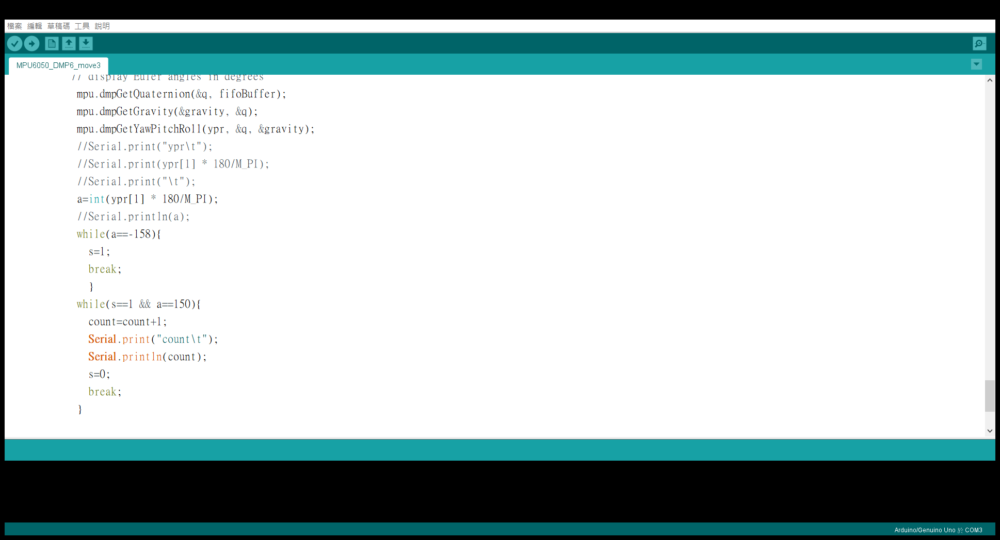 檔案 編輯 草稿碼 工具 說明
MPU6050_DMP6_move3
// display Euler angles in degrees
mpu.dmpGetQuaternion(&q, fifoBuffer);
mpu.dmpGetGravity(&gravity, &q);
mpu.dmpGetYawPitchRoll(ypr, &q, &gravity);
//Serial.print("ypr\t");
//Serial.print(ypr[1] * 180/M_PI);
//Serial.print("\t");
a=int(ypr[1] * 180/M_PI);
//Serial.println(a);
while(a==-158){
s=1;
break;
}
while(s==1 && a==150){
count=count+1;
Serial.print("count\t");
Serial.println(count);
s=0;
break;
}
Arduino/Genuino Uno 於 COM3